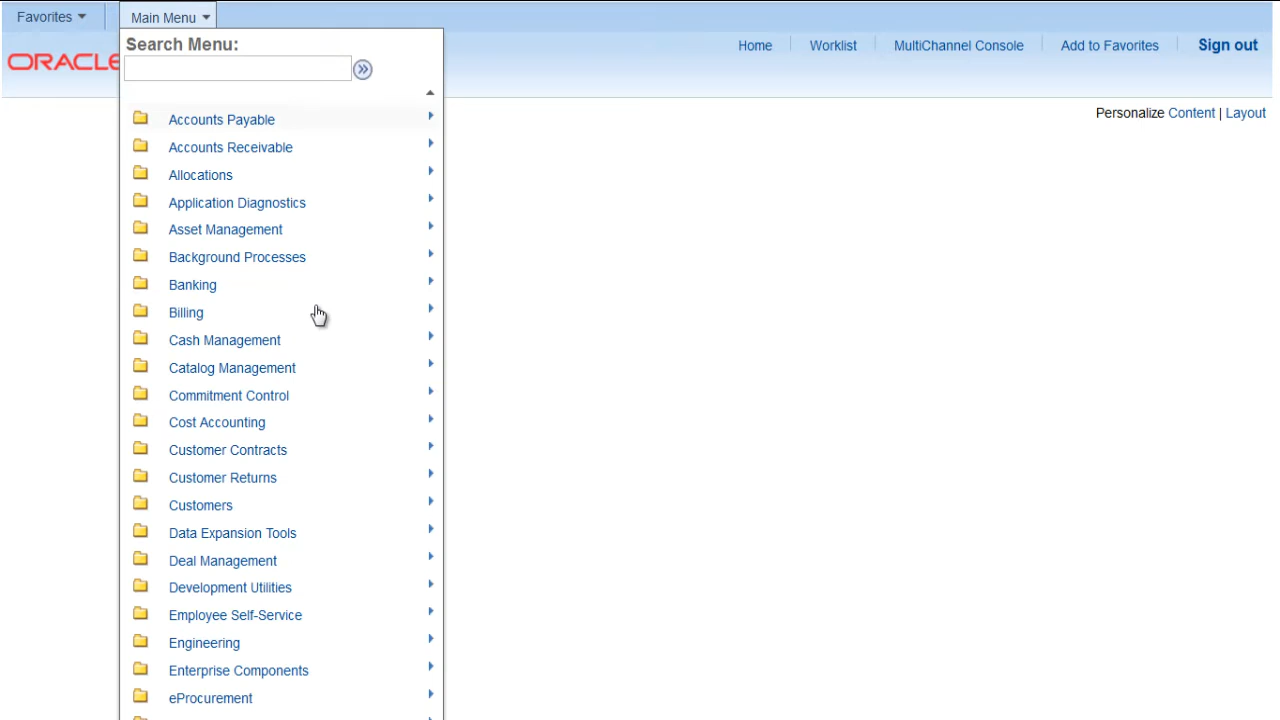 Favorites Main Menu
Search Menu:
ORACLE Home Worklist MultiChannel Console Add to Favorites Sign out
Personalize Content | Layout
Accounts Payable
Accounts Receivable
Allocations
Application Diagnostics
Asset Management
Background Processes
Banking
Billing
Cash Management
Catalog Management
Commitment Control
Cost Accounting
Customer Contracts
Customer Returns
Customers
Data Expansion Tools
Deal Management
Development Utilities
Employee Self-Service
Engineering
Enterprise Components
eProcurement